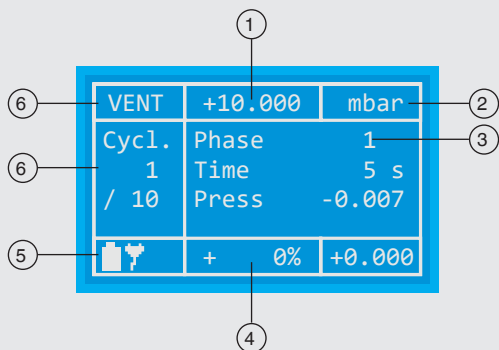 1
6 VENT +10.000 mbar 2
Cycl. Phase 1 3
6 1 Time 5 s
/ 10 Press -0.007
5 + 0% +0.000
4